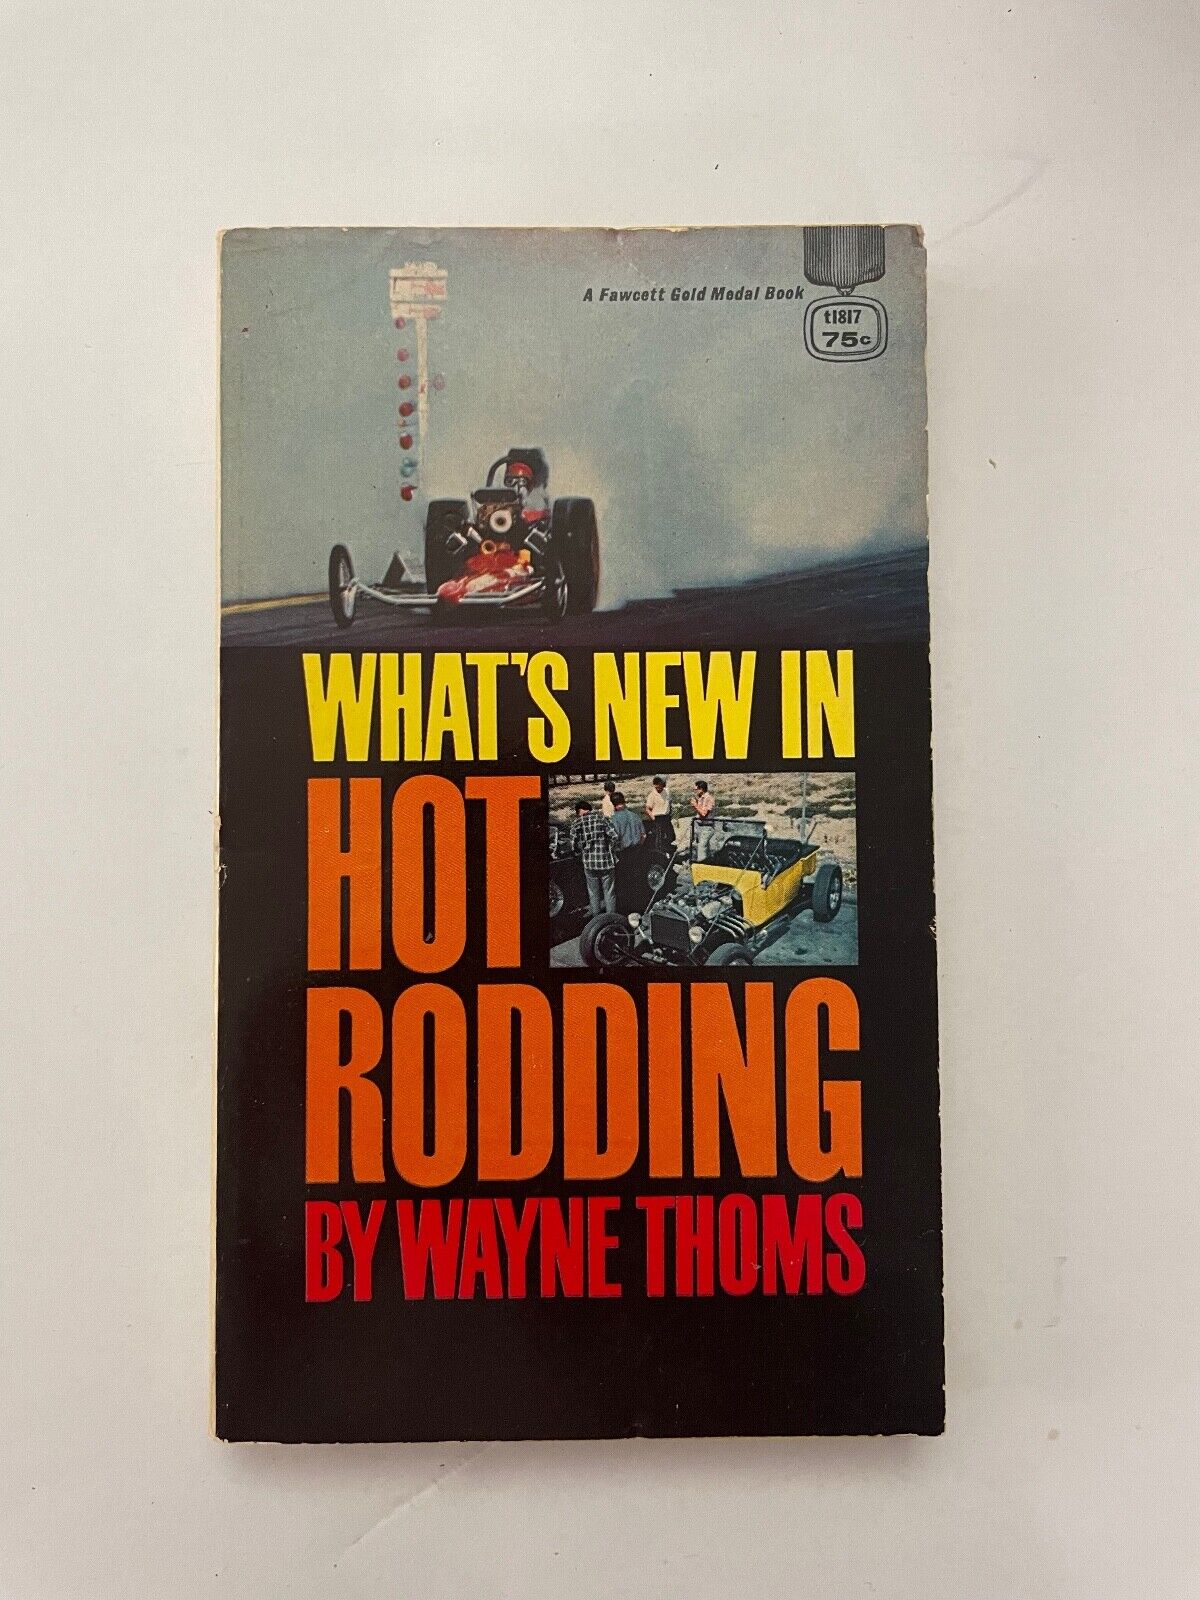 A Fawcett Gold Medal Book
t1817
75c
WHAT'S NEW IN
HOT
RODDING
BY WAYNE THOMS